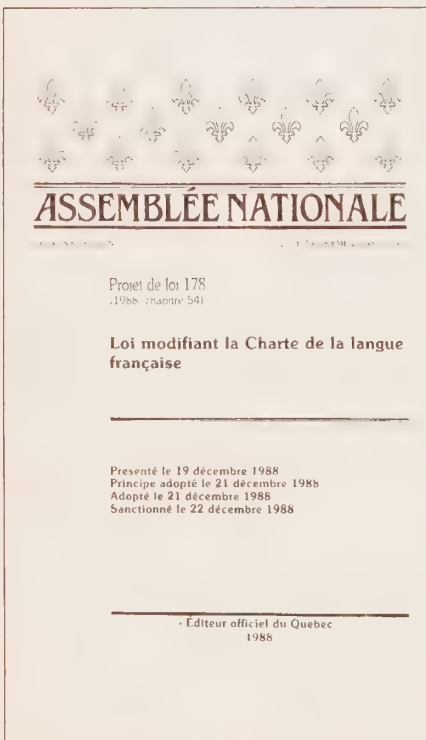 ASSEMBLÉE NATIONALE
Projet de loi 178
(1988, chapitre 54)
Loi modifiant la Charte de la langue
française
Presenté le 19 décembre 1988
Principe adopté le 21 décembre 1988
Adopté le 21 décembre 1988
Sanctionné le 22 décembre 1988
Éditeur officiel du Quebec
1988